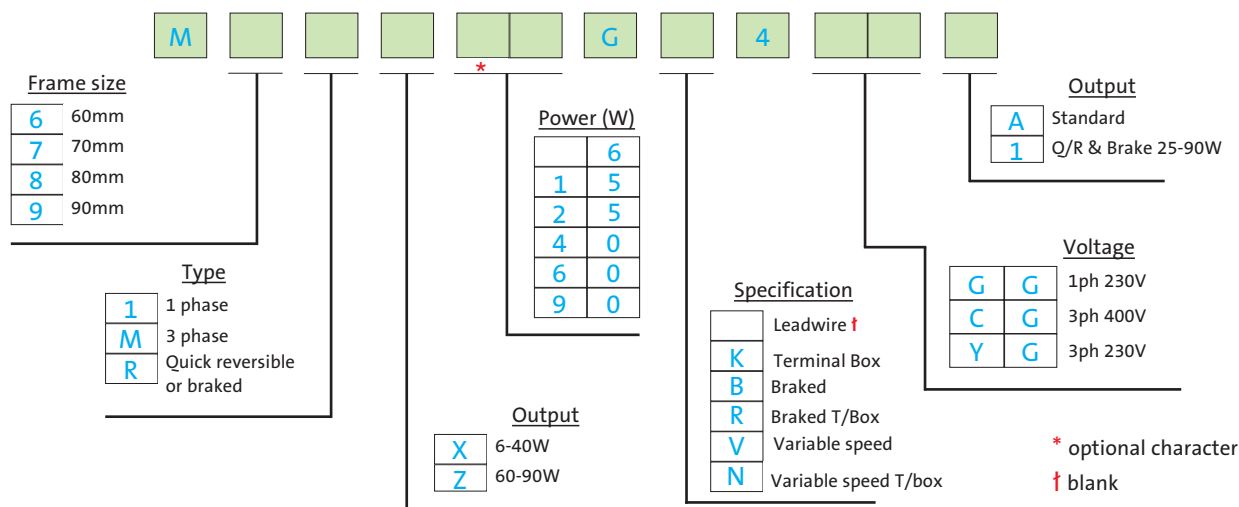 M G 4
*
Frame size
6 60mm
7 70mm
8 80mm
9 90mm
Type
1 1 phase
M 3 phase
R Quick reversible
or braked
Output
X 6-40W
Z 60-90W
Power (W)
6
1 5
2 5
4 0
6 0
9 0
Specification
Leadwire ƚ
K Terminal Box
B Braked
R Braked T/Box
V Variable speed
N Variable speed T/box
Output
A Standard
1 Q/R & Brake 25-90W
Voltage
G G 1ph 230V
C G 3ph 400V
Y G 3ph 230V
* optional character
ƚ blank